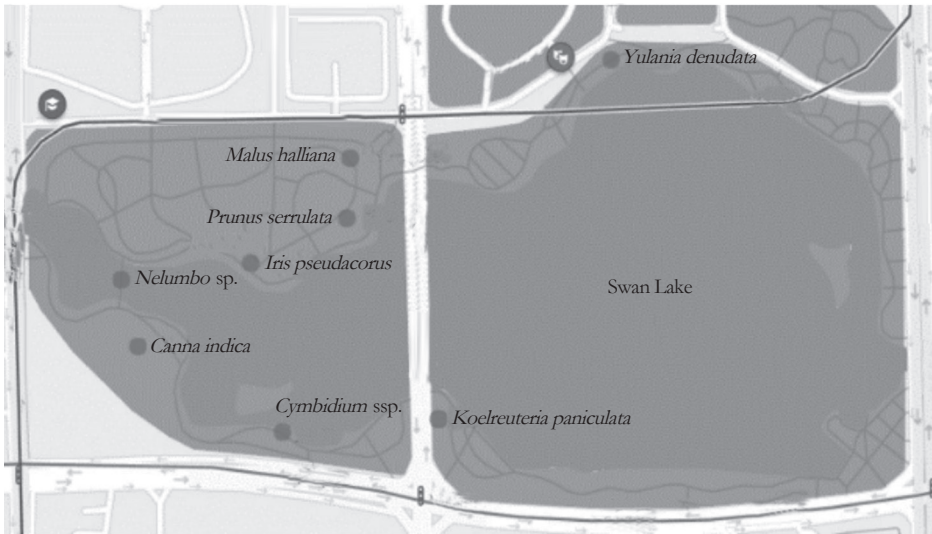 Yulania denudata
Malus halliana
Prunus serrulata
Iris pseudacorus
Nelumbo sp.
Swan Lake
Canna indica
Cymbidium ssp.
Koelreuteria paniculata